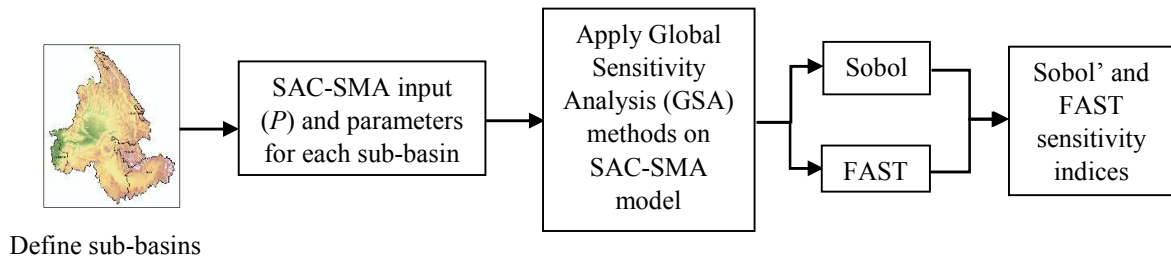 Define sub-basins
SAC-SMA input
(P) and parameters
for each sub-basin
Apply Global
Sensitivity
Analysis (GSA)
methods on
SAC-SMA
model
Sobol
FAST
Sobol’ and
FAST
sensitivity
indices